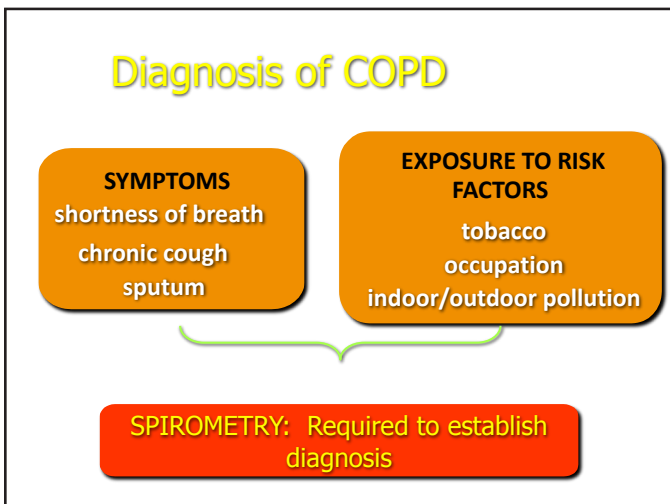 Diagnosis of COPD
SYMPTOMS
shortness of breath
chronic cough
sputum
EXPOSURE TO RISK
FACTORS
tobacco
occupation
indoor/outdoor pollution
SPIROMETRY:  Required to establish
diagnosis